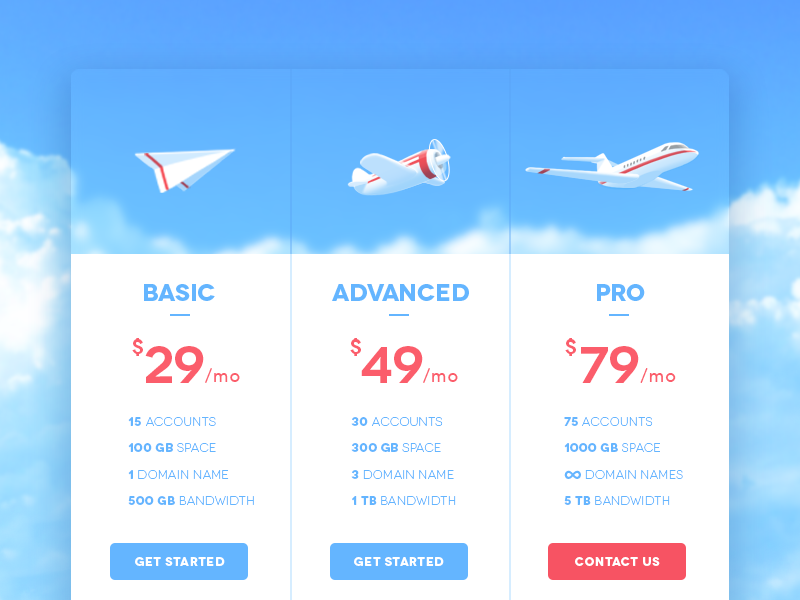 BASIC
$29/mo
15 ACCOUNTS
100 GB SPACE
1 DOMAIN NAME
500 GB BANDWIDTH
GET STARTED
ADVANCED
$49/mo
30 ACCOUNTS
300 GB SPACE
3 DOMAIN NAME
1 TB BANDWIDTH
GET STARTED
PRO
$79/mo
75 ACCOUNTS
1000 GB SPACE
∞ DOMAIN NAMES
5 TB BANDWIDTH
CONTACT US